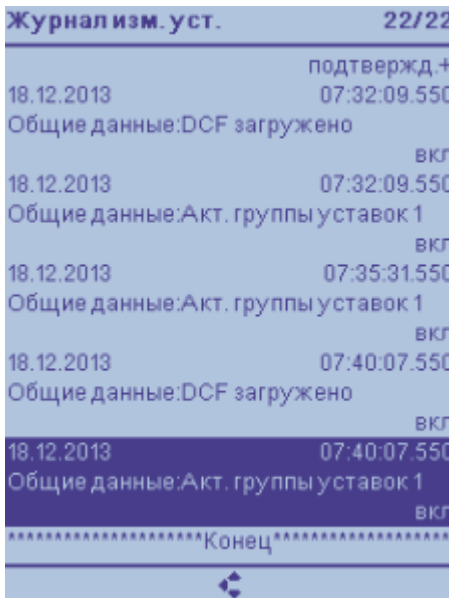 Журнал изм. уст. 22/22
подтвержд.+
18.12.2013 07:32:09.550
Общие данные:DCF загружено
вкл
18.12.2013 07:32:09.550
Общие данные:Акт. группы уставок 1
вкл
18.12.2013 07:35:31.550
Общие данные:Акт. группы уставок 1
вкл
18.12.2013 07:40:07.550
Общие данные:DCF загружено
вкл
18.12.2013 07:40:07.550
Общие данные:Акт. группы уставок 1
вкл
*********************Конец*******************